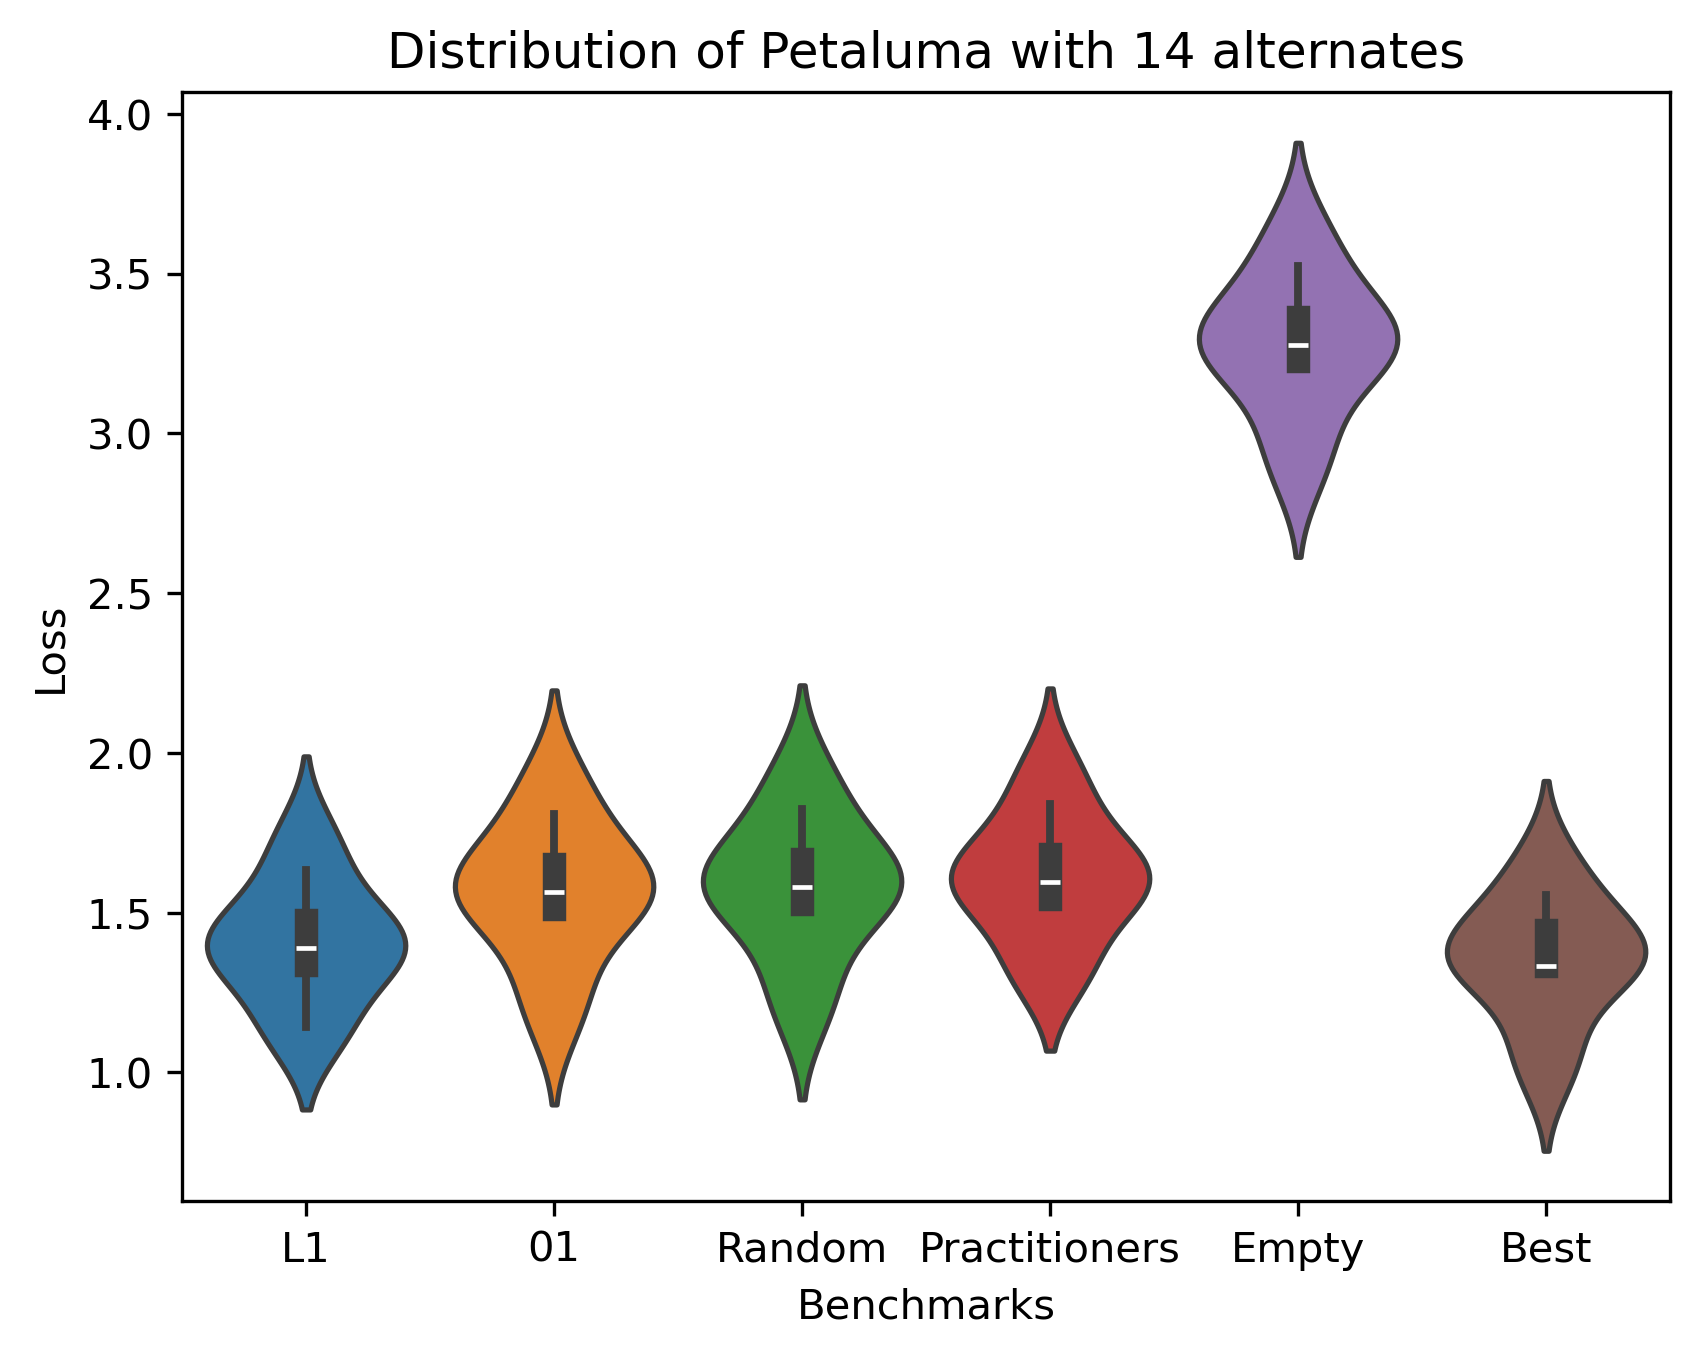 Distribution of Petaluma with 14 alternates
4.0
3.5
3.0
2.5
2.0
1.5
1.0
Loss
L1 01 Random Practitioners Empty Best
Benchmarks